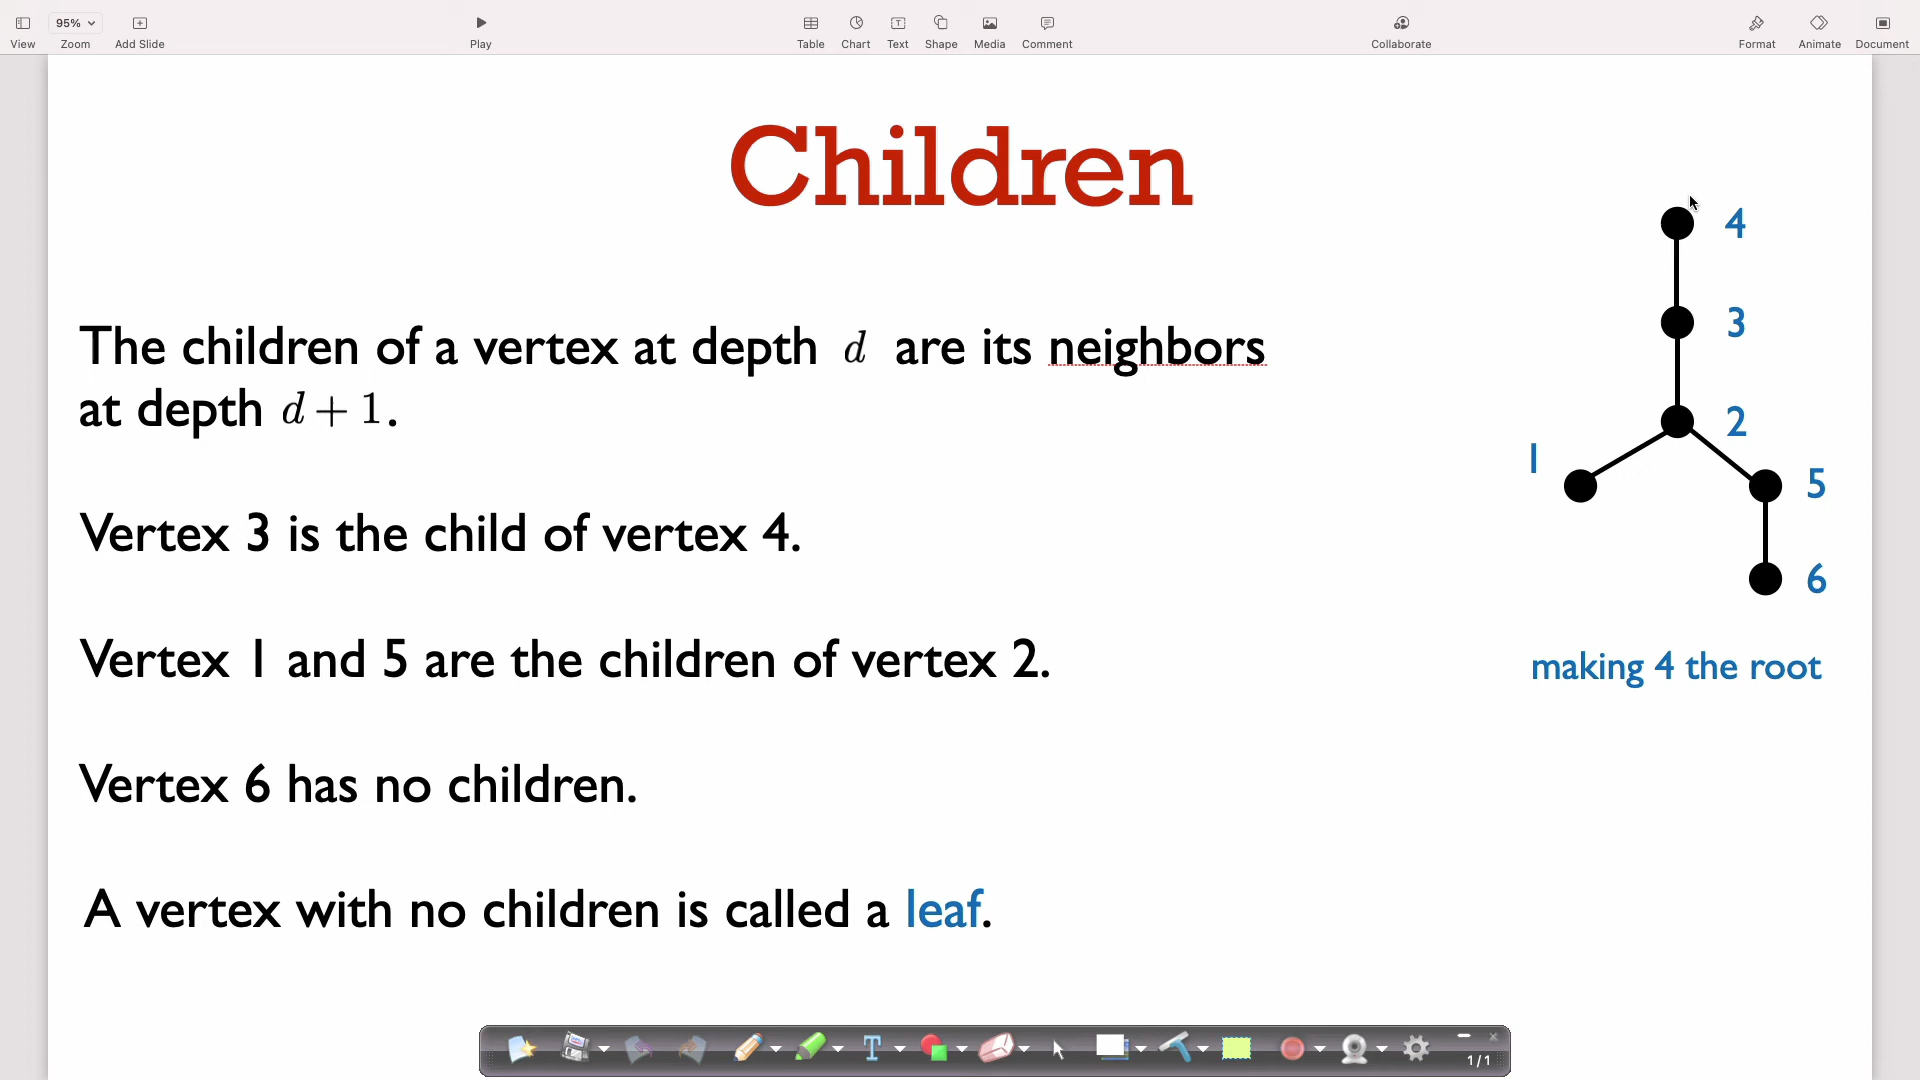 95%
View
Zoom
Add Slide
Play
Table
Chart
Text
Shape
Media
Comment
Collaborate
Format
Animate
Document
Children
The children of a vertex at depth d are its neighbors
at depth d + 1.
Vertex 3 is the child of vertex 4.
Vertex 1 and 5 are the children of vertex 2.
Vertex 6 has no children.
A vertex with no children is called a leaf.
4
3
2
1
5
6
making 4 the root
T
1/1